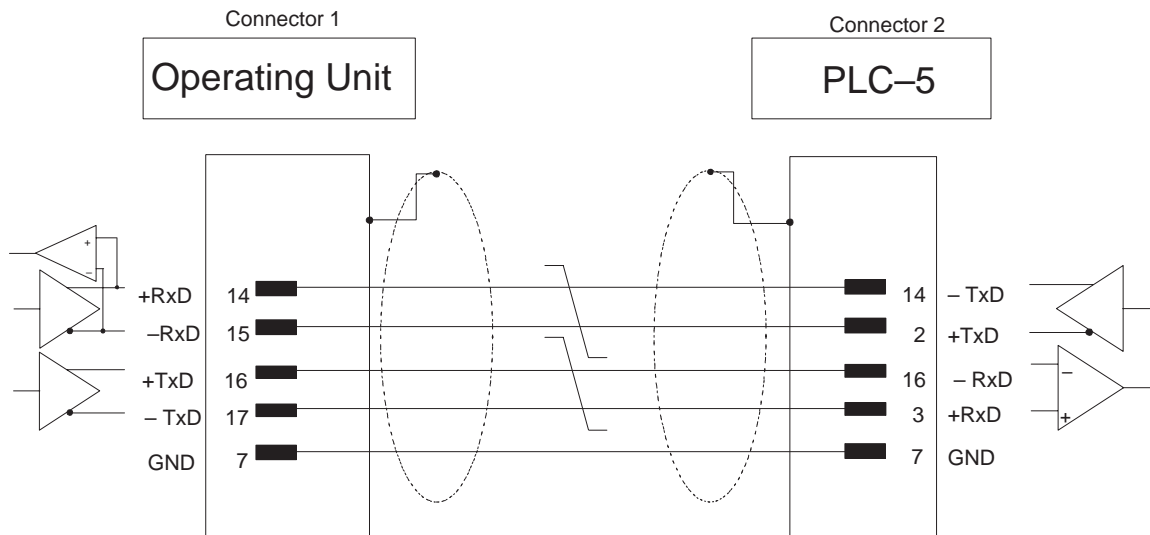 Connector 1
Operating Unit
Connector 2
PLC–5
+
–
+RxD 14
–RxD 15
+TxD 16
– TxD 17
GND 7
14 – TxD
2 +TxD
16 – RxD
3 +RxD
7 GND
–
+